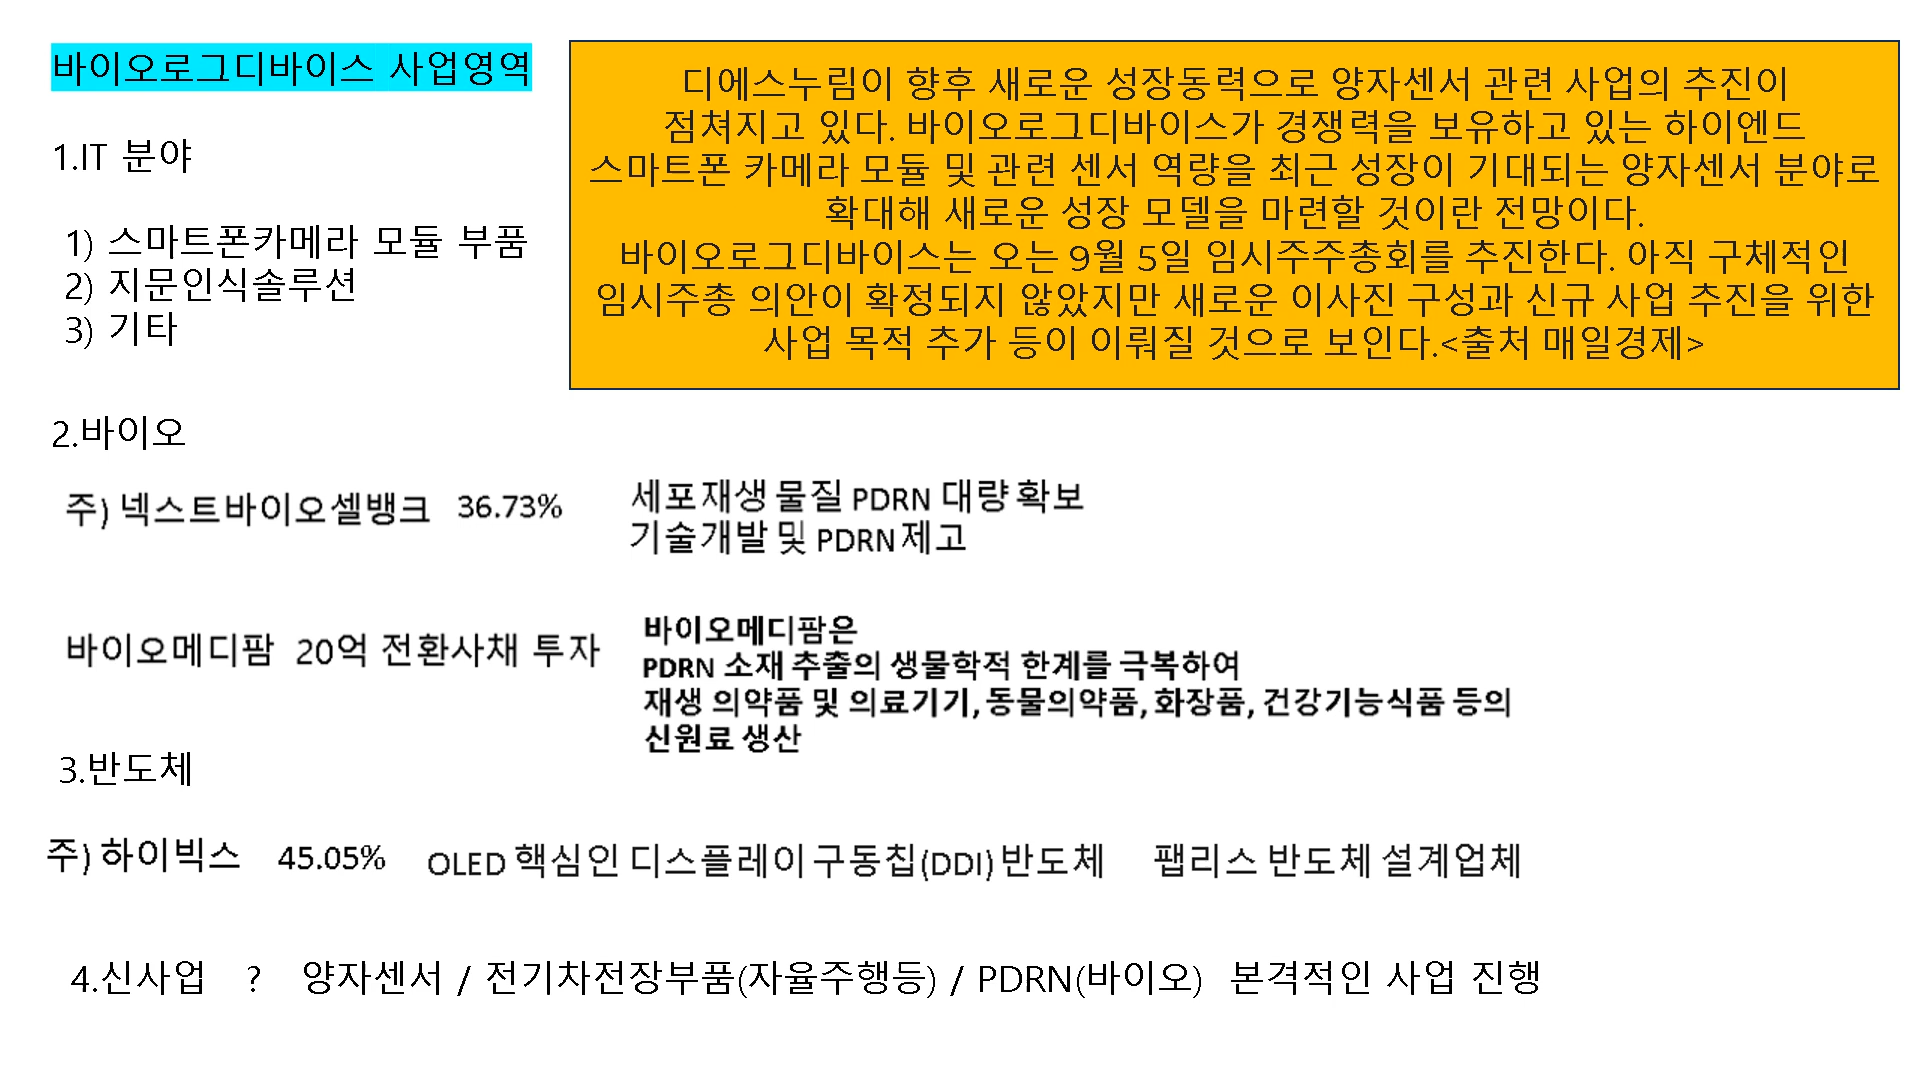 바이오로그디바이스 사업영역
디에스누림이 향후 새로운 성장동력으로 양자센서 관련 사업의 추진이
점쳐지고 있다. 바이오로그디바이스가 경쟁력을 보유하고 있는 하이엔드
스마트폰 카메라 모듈 및 관련 센서 역량을 최근 성장이 기대되는 양자센서 분야로
확대해 새로운 성장 모델을 마련할 것이란 전망이다.
바이오로그디바이스는 오는 9월 5일 임시주주총회를 추진한다. 아직 구체적인
임시주총 의안이 확정되지 않았지만 새로운 이사진 구성과 신규 사업 추진을 위한
사업 목적 추가 등이 이뤄질 것으로 보인다.<출처 매일경제>
1.IT 분야
1) 스마트폰카메라 모듈 부품
2) 지문인식솔루션
3) 기타
2.바이오
주) 넥스트바이오셀뱅크 36.73%
세포재생 물질 PDRN 대량 확보
기술개발 및 PDRN 제고
바이오메디팜 20억 전환사채 투자
바이오메디팜은
PDRN 소재 추출의 생물학적 한계를 극복하여
재생 의약품 및 의료기기, 동물의약품, 화장품, 건강기능식품 등의
신원료 생산
3.반도체
주) 하이빅스 45.05% OLED 핵심인 디스플레이 구동칩(DDI) 반도체 팹리스 반도체 설계업체
4.신사업 ? 양자센서 / 전기차전장부품(자율주행등) / PDRN(바이오) 본격적인 사업 진행